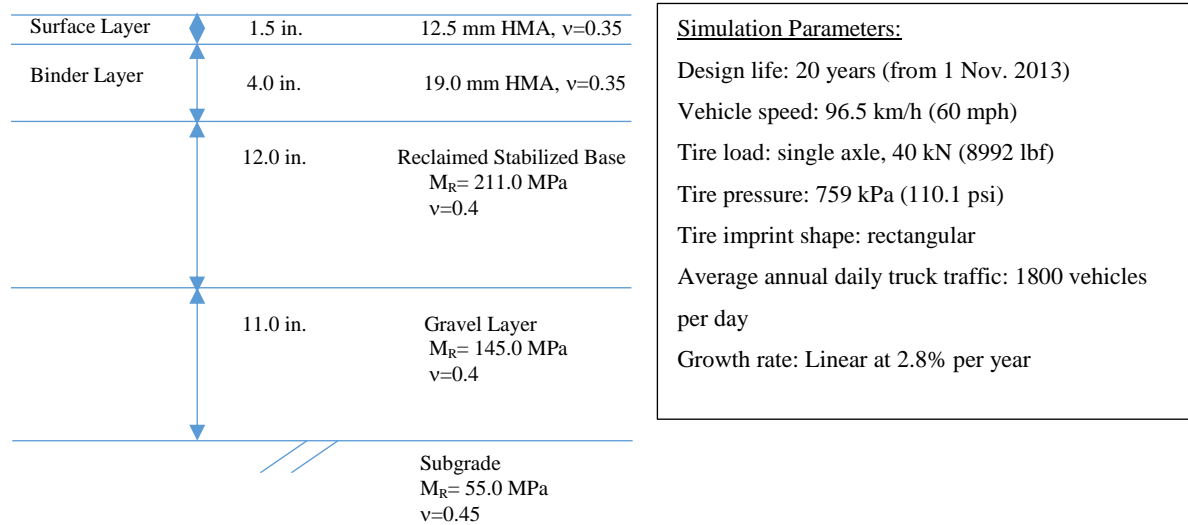 Surface Layer 1.5 in. 12.5 mm HMA, ν=0.35
Binder Layer 4.0 in. 19.0 mm HMA, ν=0.35
12.0 in. Reclaimed Stabilized Base
M_R= 211.0 MPa
ν=0.4
11.0 in. Gravel Layer
M_R= 145.0 MPa
ν=0.4
Subgrade
M_R= 55.0 MPa
ν=0.45
Simulation Parameters:
Design life: 20 years (from 1 Nov. 2013)
Vehicle speed: 96.5 km/h (60 mph)
Tire load: single axle, 40 kN (8992 lbf)
Tire pressure: 759 kPa (110.1 psi)
Tire imprint shape: rectangular
Average annual daily truck traffic: 1800 vehicles
per day
Growth rate: Linear at 2.8% per year